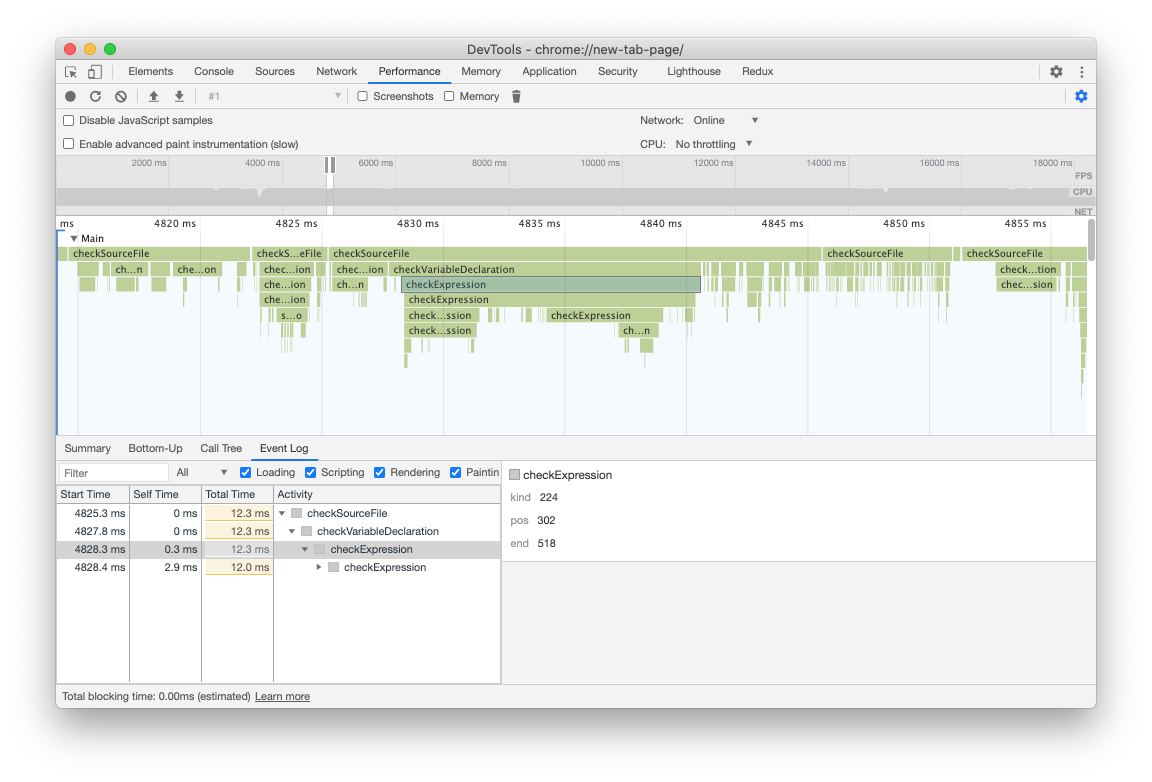 DevTools - chrome://new-tab-page/
Elements Console Sources Network Performance Memory Application Security Lighthouse Redux
#1 Screenshots Memory
Disable JavaScript samples Network: Online
Enable advanced paint instrumentation (slow) CPU: No throttling
2000 ms 4000 ms 6000 ms 8000 ms 10000 ms 12000 ms 14000 ms 16000 ms 18000 ms
FPS
CPU
NET
ms 4820 ms 4825 ms 4830 ms 4835 ms 4840 ms 4845 ms 4850 ms 4855 ms
Main
checkSourceFile checkS...eFile checkSourceFile checkSourceFile checkSourceFile
ch...n che...on chec...ion chec...ion checkVariableDeclaration check...tion
che...ion ch...n checkExpression chec...sion
che...ion checkExpression
s...o check...ssion checkExpression
check...ssion ch...n
Summary Bottom-Up Call Tree Event Log
Filter All Loading Scripting Rendering Paintin
Start Time Self Time Total Time Activity
4825.3 ms 0 ms 12.3 ms checkSourceFile
4827.8 ms 0 ms 12.3 ms checkVariableDeclaration
4828.3 ms 0.3 ms 12.3 ms checkExpression
4828.4 ms 2.9 ms 12.0 ms checkExpression
checkExpression
kind 224
pos 302
end 518
Total blocking time: 0.00ms (estimated) Learn more